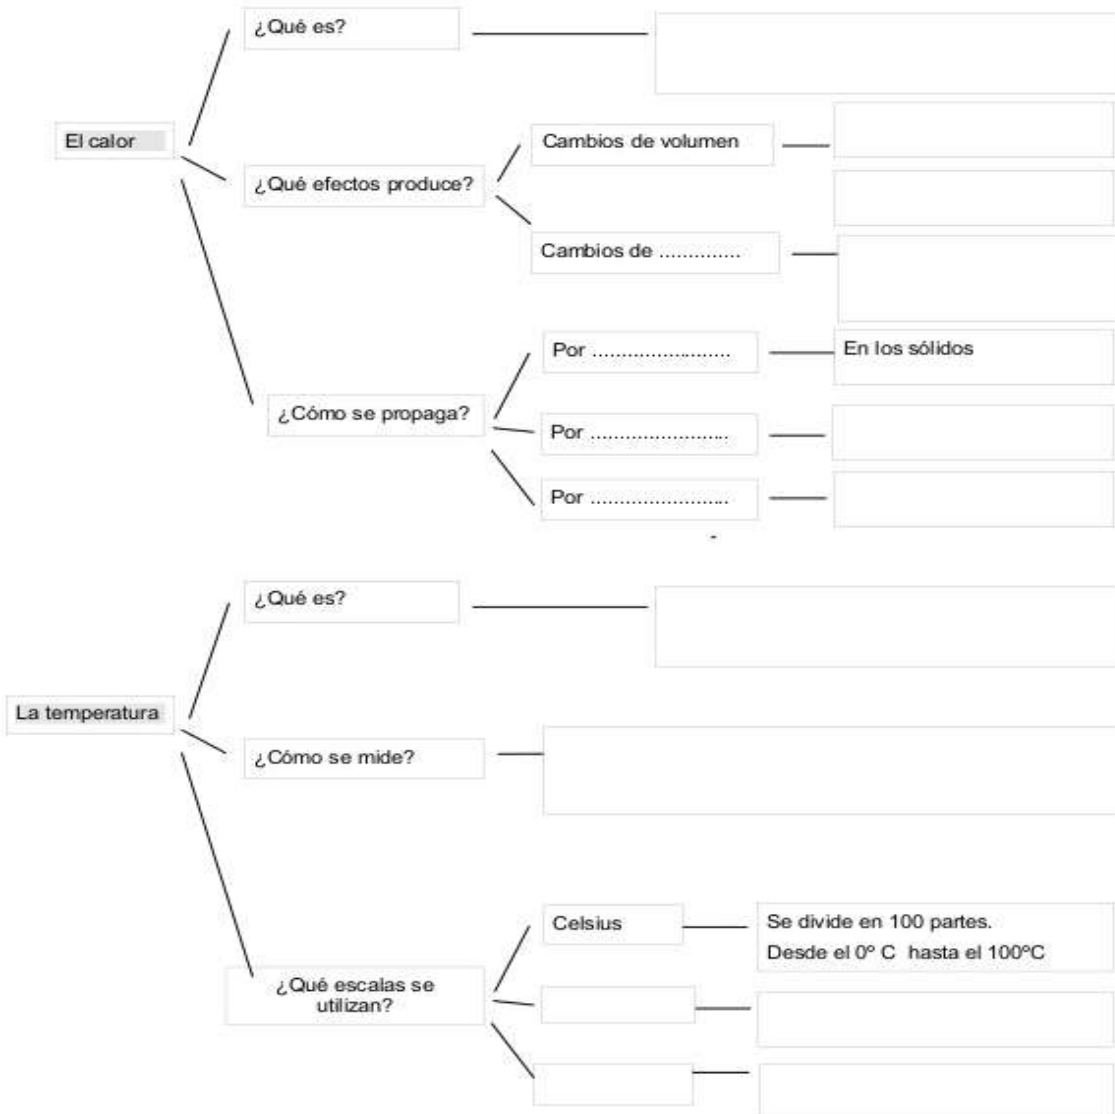 ¿Qué es?
El calor
Cambios de volumen
¿Qué efectos produce?
Cambios de ..............
Por ........................
En los sólidos
¿Cómo se propaga?
Por ........................
Por ........................
¿Qué es?
La temperatura
¿Cómo se mide?
Celsius
Se divide en 100 partes.
Desde el 0º C hasta el 100ºC
¿Qué escalas se
utilizan?